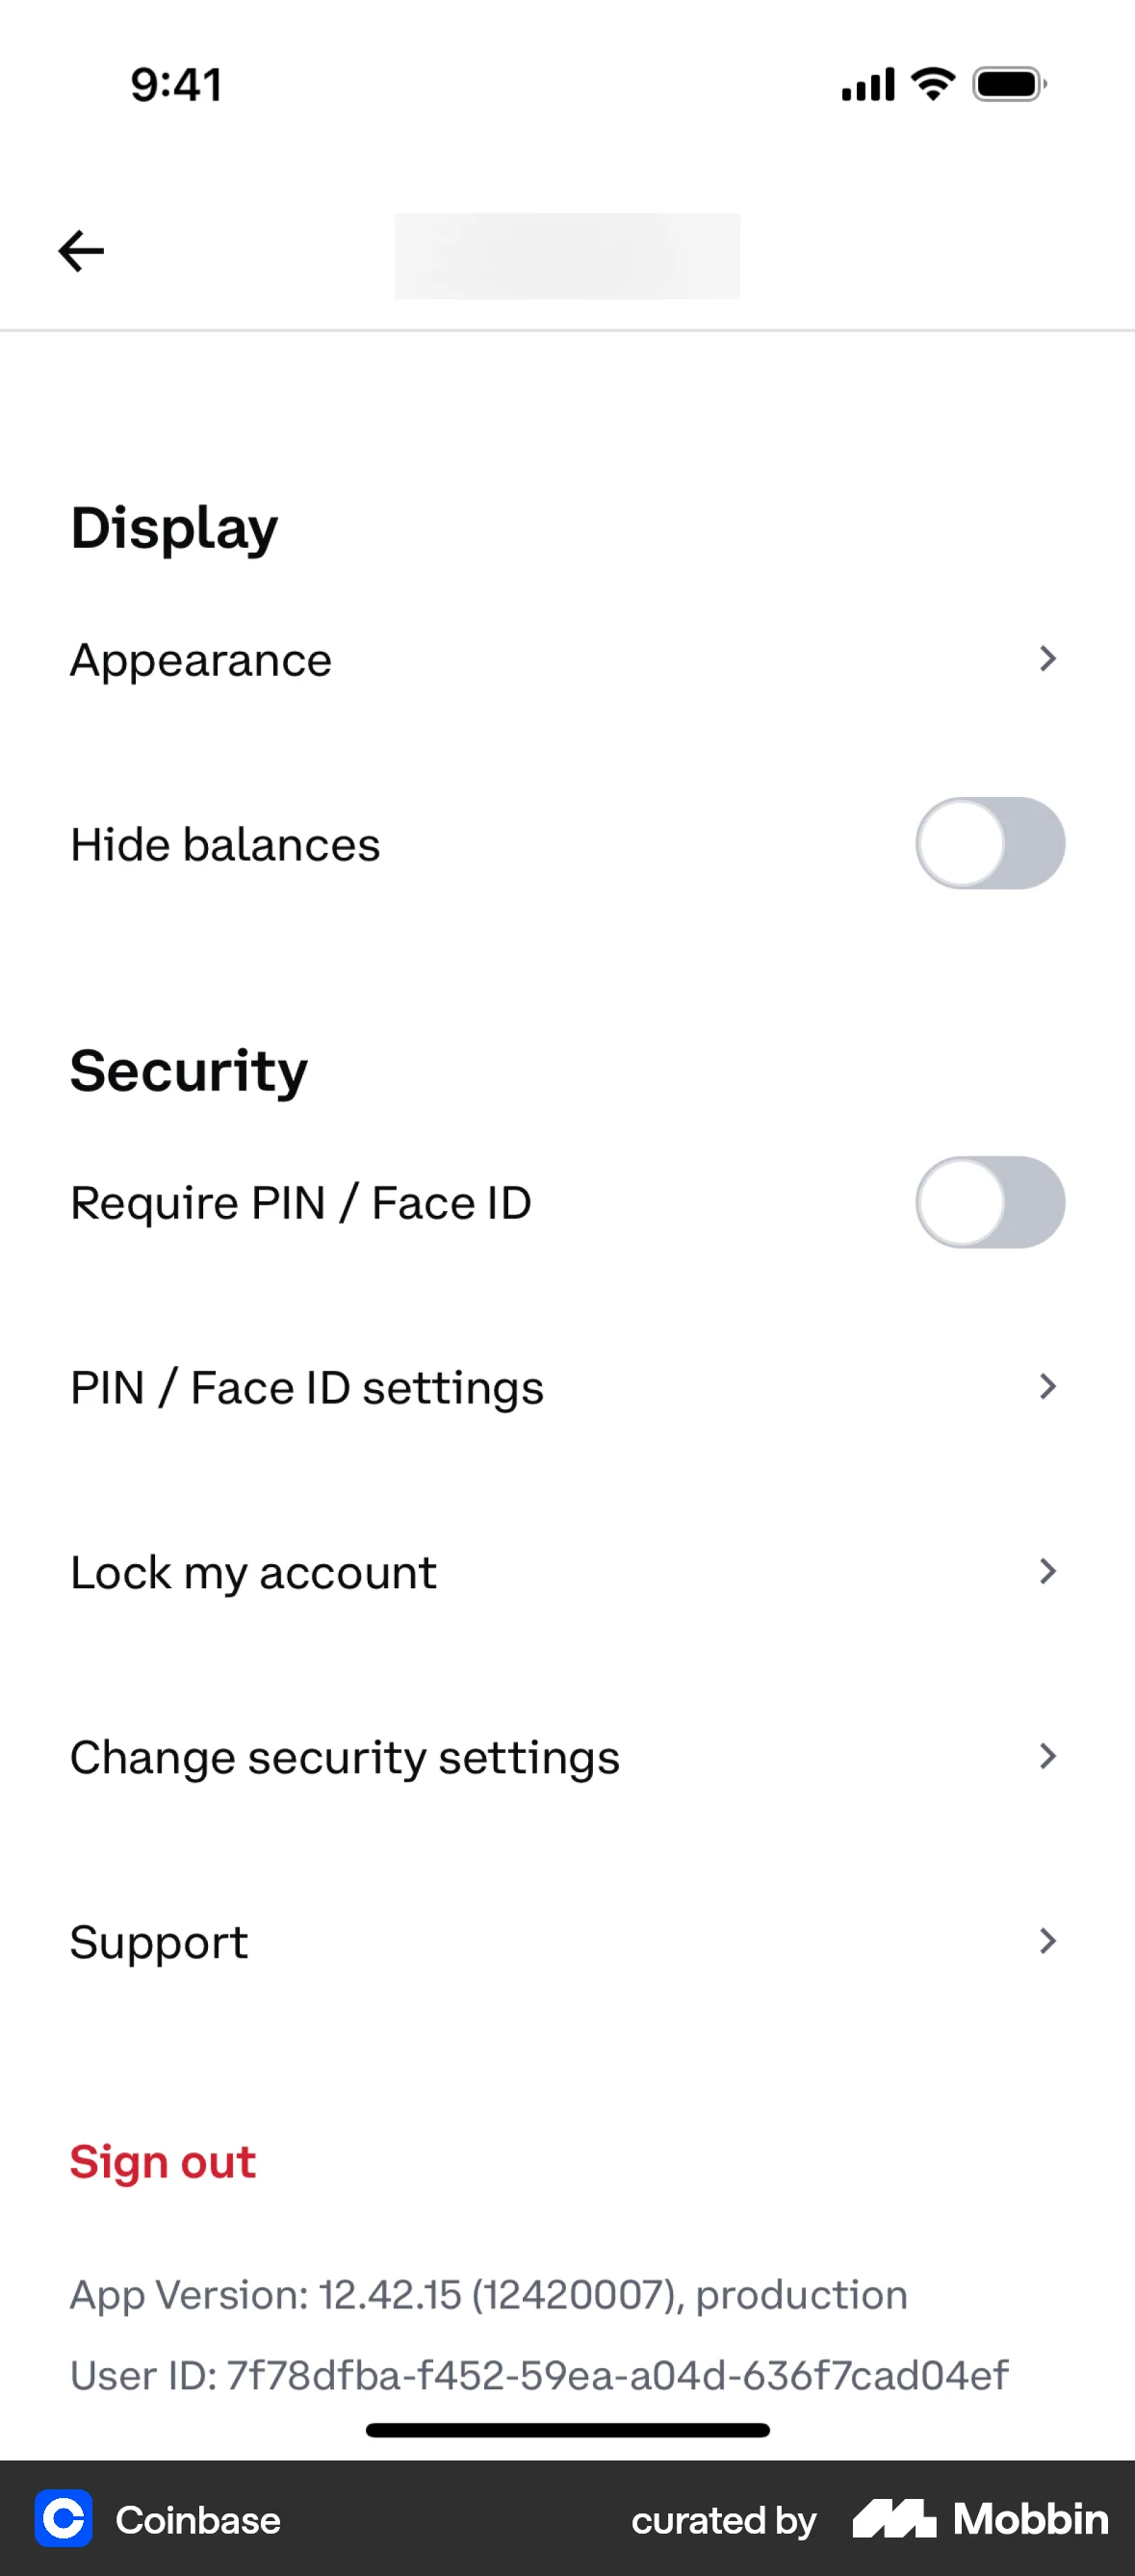 9:41
Display
Appearance
Hide balances
Security
Require PIN / Face ID
PIN / Face ID settings
Lock my account
Change security settings
Support
Sign out
App Version: 12.42.15 (12420007), production
User ID: 7f78dfba-f452-59ea-a04d-636f7cad04ef
Coinbase curated by Mobbin